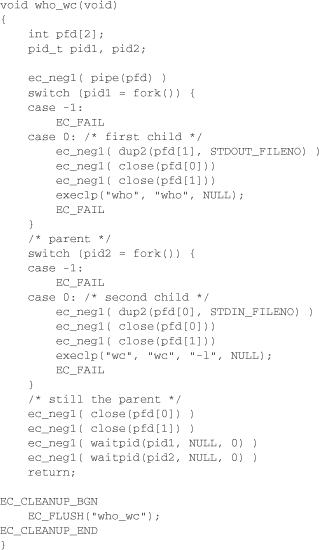 void who_wc(void)
{
    int pfd[2];
    pid_t pid1, pid2;

    ec_neg1( pipe(pfd) )
    switch (pid1 = fork()) {
    case -1:
        EC_FAIL
    case 0: /* first child */
        ec_neg1( dup2(pfd[1], STDOUT_FILENO) )
        ec_neg1( close(pfd[0]))
        ec_neg1( close(pfd[1]))
        execlp("who", "who", NULL);
        EC_FAIL
    }
    /* parent */
    switch (pid2 = fork()) {
    case -1:
        EC_FAIL
    case 0: /* second child */
        ec_neg1( dup2(pfd[0], STDIN_FILENO) )
        ec_neg1( close(pfd[0]))
        ec_neg1( close(pfd[1]))
        execlp("wc", "wc", "-l", NULL);
        EC_FAIL
    }
    /* still the parent */
    ec_neg1( close(pfd[0]) )
    ec_neg1( close(pfd[1]) )
    ec_neg1( waitpid(pid1, NULL, 0) )
    ec_neg1( waitpid(pid2, NULL, 0) )
    return;

EC_CLEANUP_BGN
    EC_FLUSH("who_wc");
EC_CLEANUP_END
}